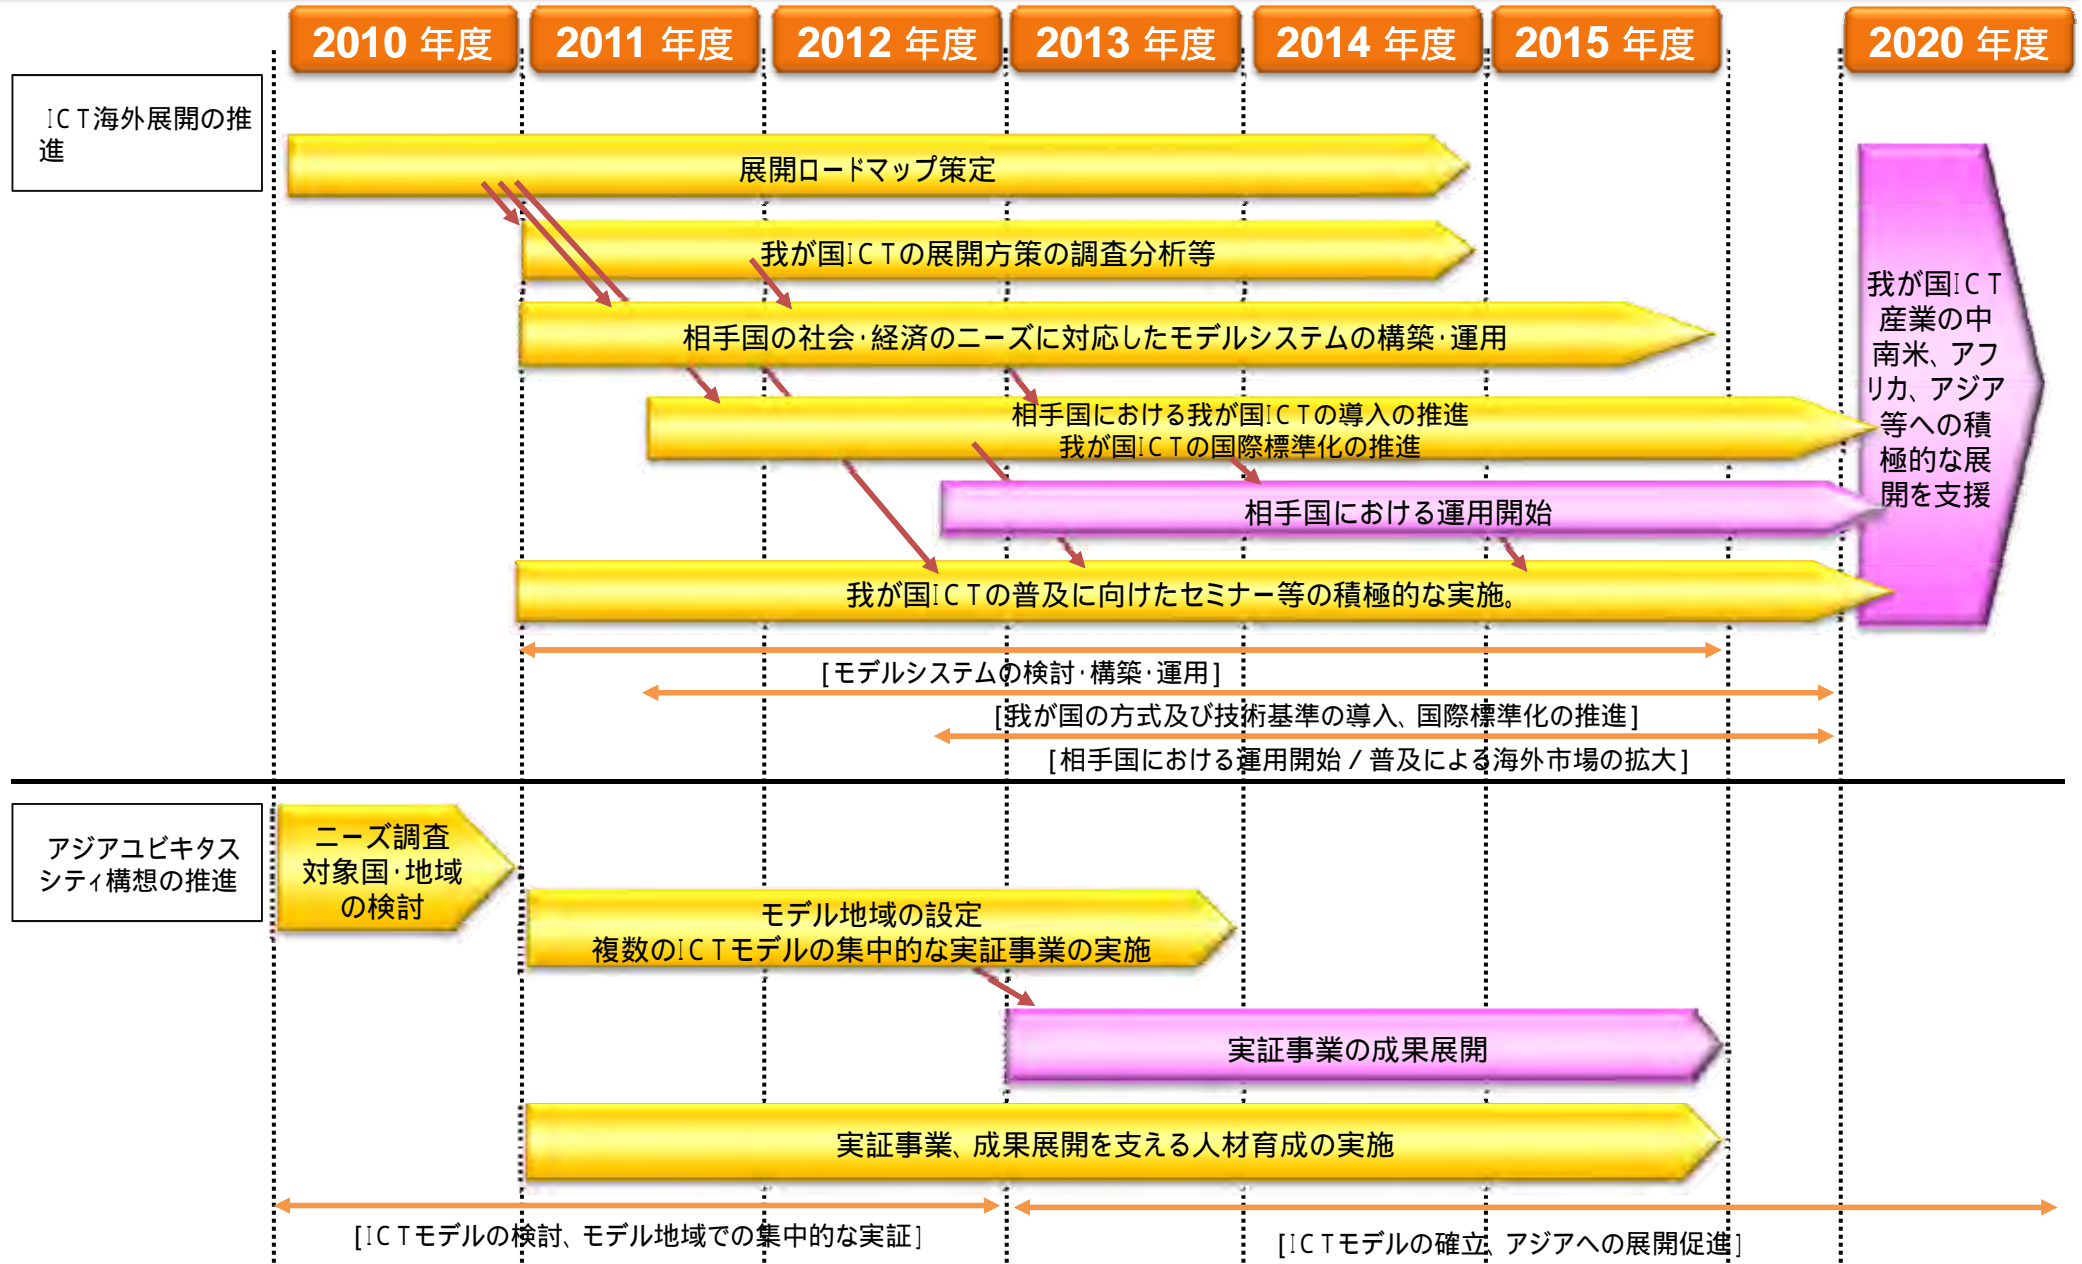 2010 年度
2011 年度
2012 年度
2013 年度
2014 年度
2015 年度
2020 年度
ICT海外展開の推
進
展開ロードマップ策定
我が国ICTの展開方策の調査分析等
相手国の社会・経済のニーズに対応したモデルシステムの構築・運用
相手国における我が国ICTの導入の推進
我が国ICTの国際標準化の推進
相手国における運用開始
我が国ICTの普及に向けたセミナー等の積極的な実施。
我が国ICT
産業の中
南米、アフ
リカ、アジア
等への積
極的な展
開を支援
[モデルシステムの検討・構築・運用]
[我が国の方式及び技術基準の導入、国際標準化の推進]
[相手国における運用開始/普及による海外市場の拡大]
アジアユビキタス
シティ構想の推進
ニーズ調査
対象国・地域
の検討
モデル地域の設定
複数のICTモデルの集中的な実証事業の実施
実証事業の成果展開
実証事業、成果展開を支える人材育成の実施
[ICTモデルの検討、モデル地域での集中的な実証]
[ICTモデルの確立、アジアへの展開促進]